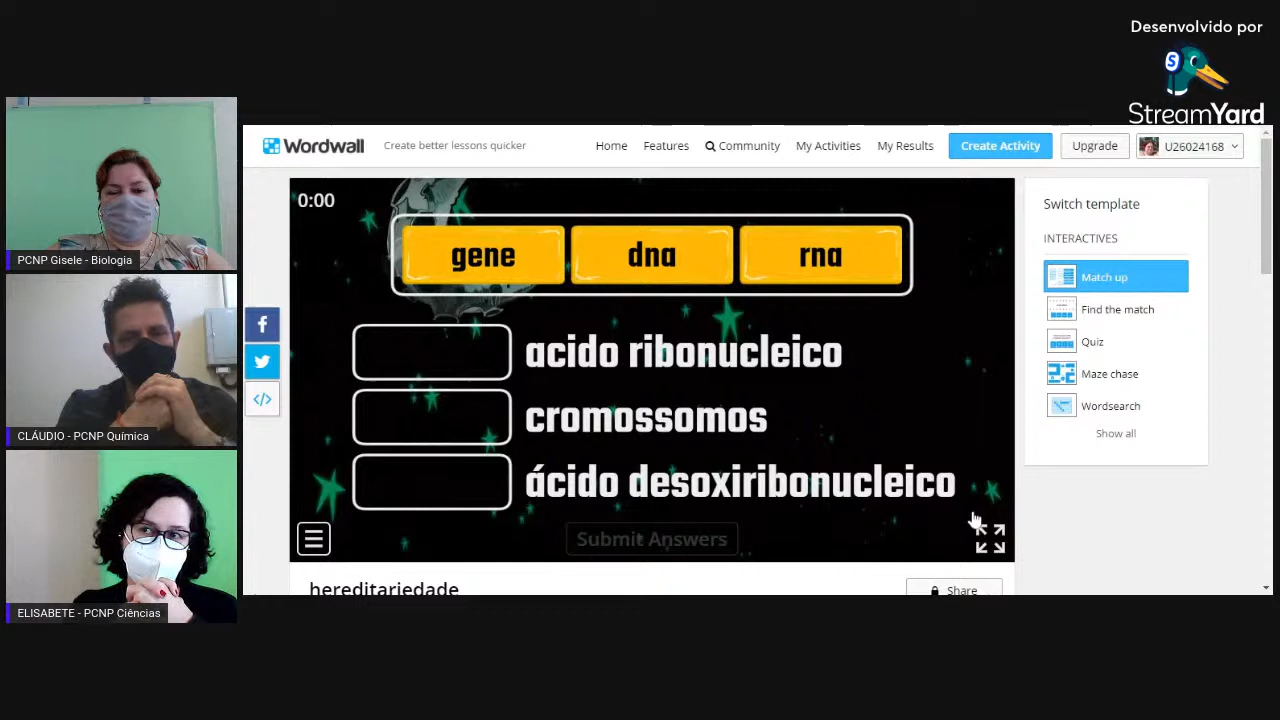 Desenvolvido por
StreamYard
PCNP Gisele - Biologia
CLÁUDIO - PCNP Química
ELISABETE - PCNP Ciências
Wordwall
Create better lessons quicker
Home
Features
Community
My Activities
My Results
Create Activity
Upgrade
U26024168
0:00
gene
dna
rna
acido ribonucleico
cromossomos
ácido desoxiribonucleico
Submit Answers
hereditariedade
Share
Switch template
INTERACTIVES
Match up
Find the match
Quiz
Maze chase
Wordsearch
Show all